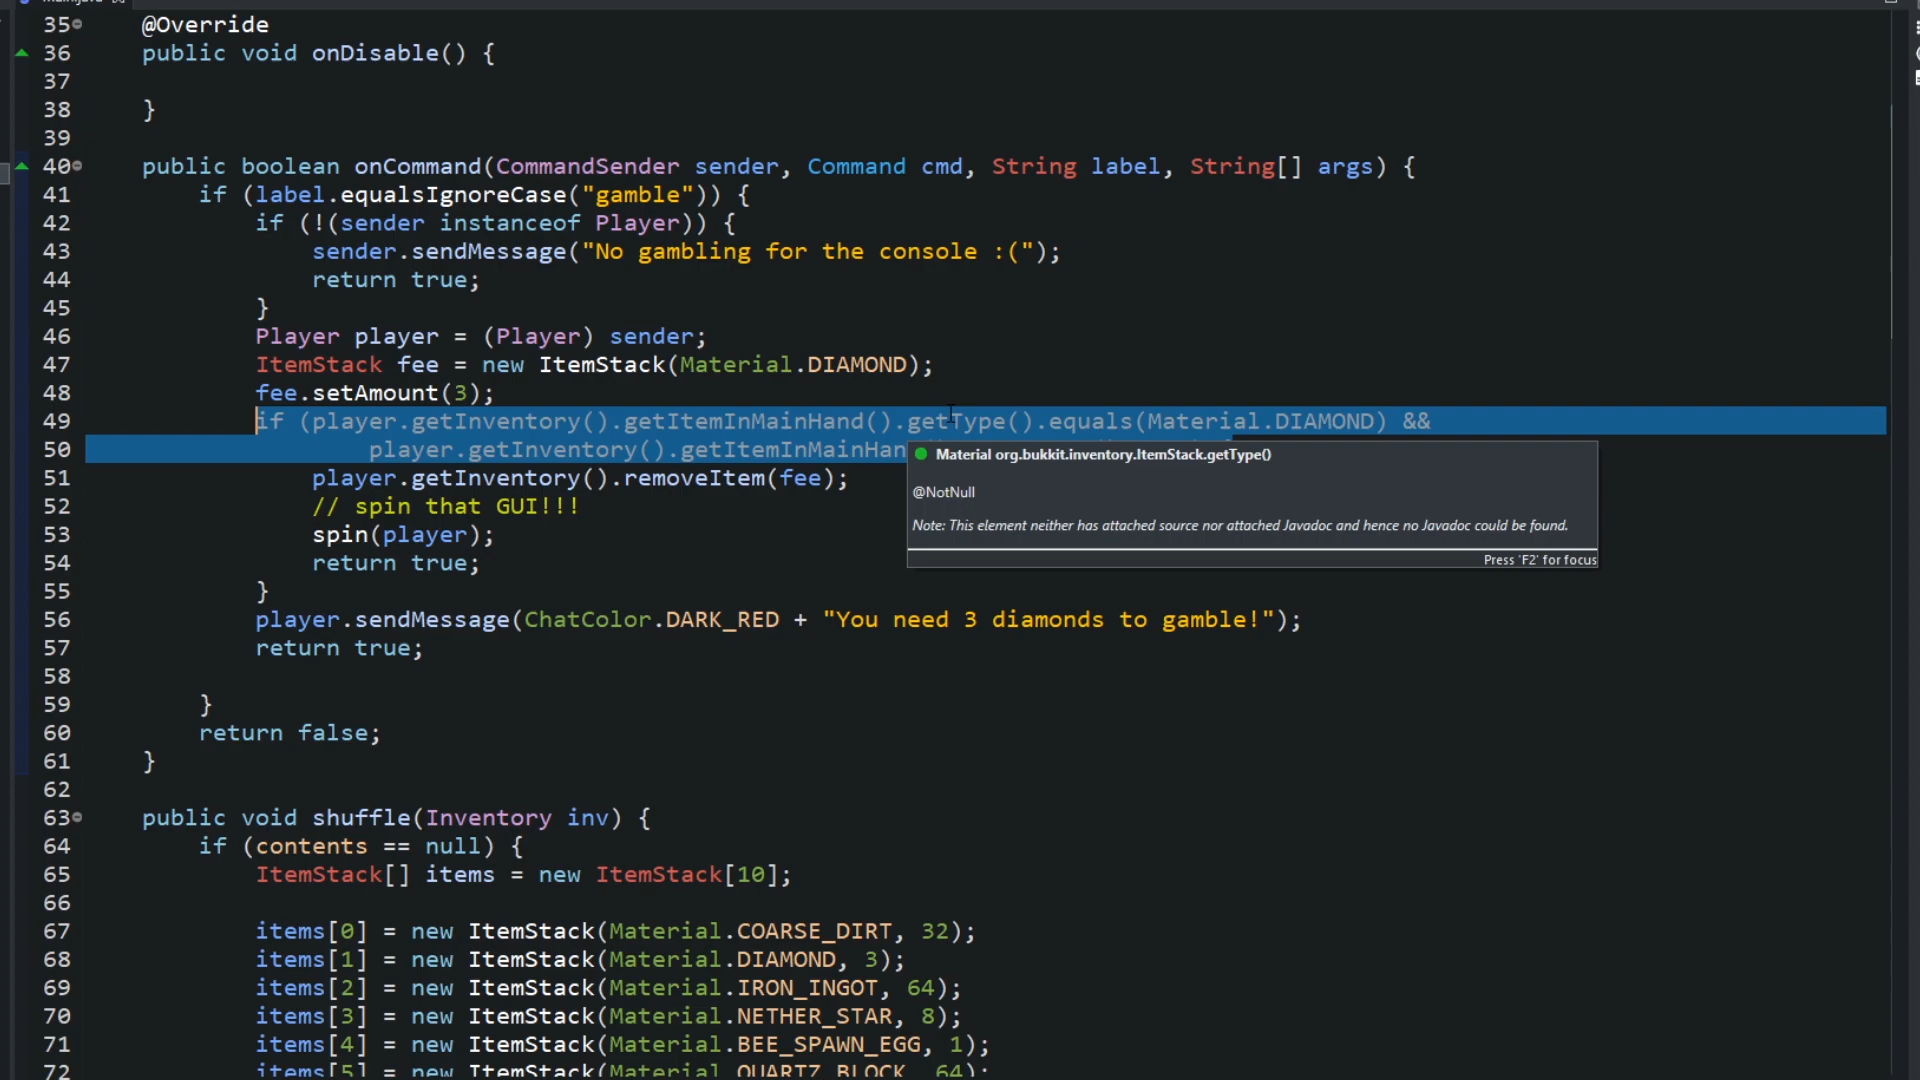 35 @Override
36 public void onDisable() {
37
38 }
39
40 public boolean onCommand(CommandSender sender, Command cmd, String label, String[] args) {
41 if (label.equalsIgnoreCase("gamble")) {
42 if (!(sender instanceof Player)) {
43 sender.sendMessage("No gambling for the console :(");
44 return true;
45 }
46 Player player = (Player) sender;
47 ItemStack fee = new ItemStack(Material.DIAMOND);
48 fee.setAmount(3);
49 if (player.getInventory().getItemInMainHand().getType().equals(Material.DIAMOND) &&
50 player.getInventory().getItemInMainHan
Material org.bukkit.inventory.ItemStack.getType()
@NotNull
Note: This element neither has attached source nor attached Javadoc and hence no Javadoc could be found.
Press 'F2' for focus
51 player.getInventory().removeItem(fee);
52 // spin that GUI!!!
53 spin(player);
54 return true;
55 }
56 player.sendMessage(ChatColor.DARK_RED + "You need 3 diamonds to gamble!");
57 return true;
58
59 }
60 return false;
61 }
62
63 public void shuffle(Inventory inv) {
64 if (contents == null) {
65 ItemStack[] items = new ItemStack[10];
66
67 items[0] = new ItemStack(Material.COARSE_DIRT, 32);
68 items[1] = new ItemStack(Material.DIAMOND, 3);
69 items[2] = new ItemStack(Material.IRON_INGOT, 64);
70 items[3] = new ItemStack(Material.NETHER_STAR, 8);
71 items[4] = new ItemStack(Material.BEE_SPAWN_EGG, 1);
72 items[5] = new ItemStack(Material.QUARTZ_BLOCK, 64);